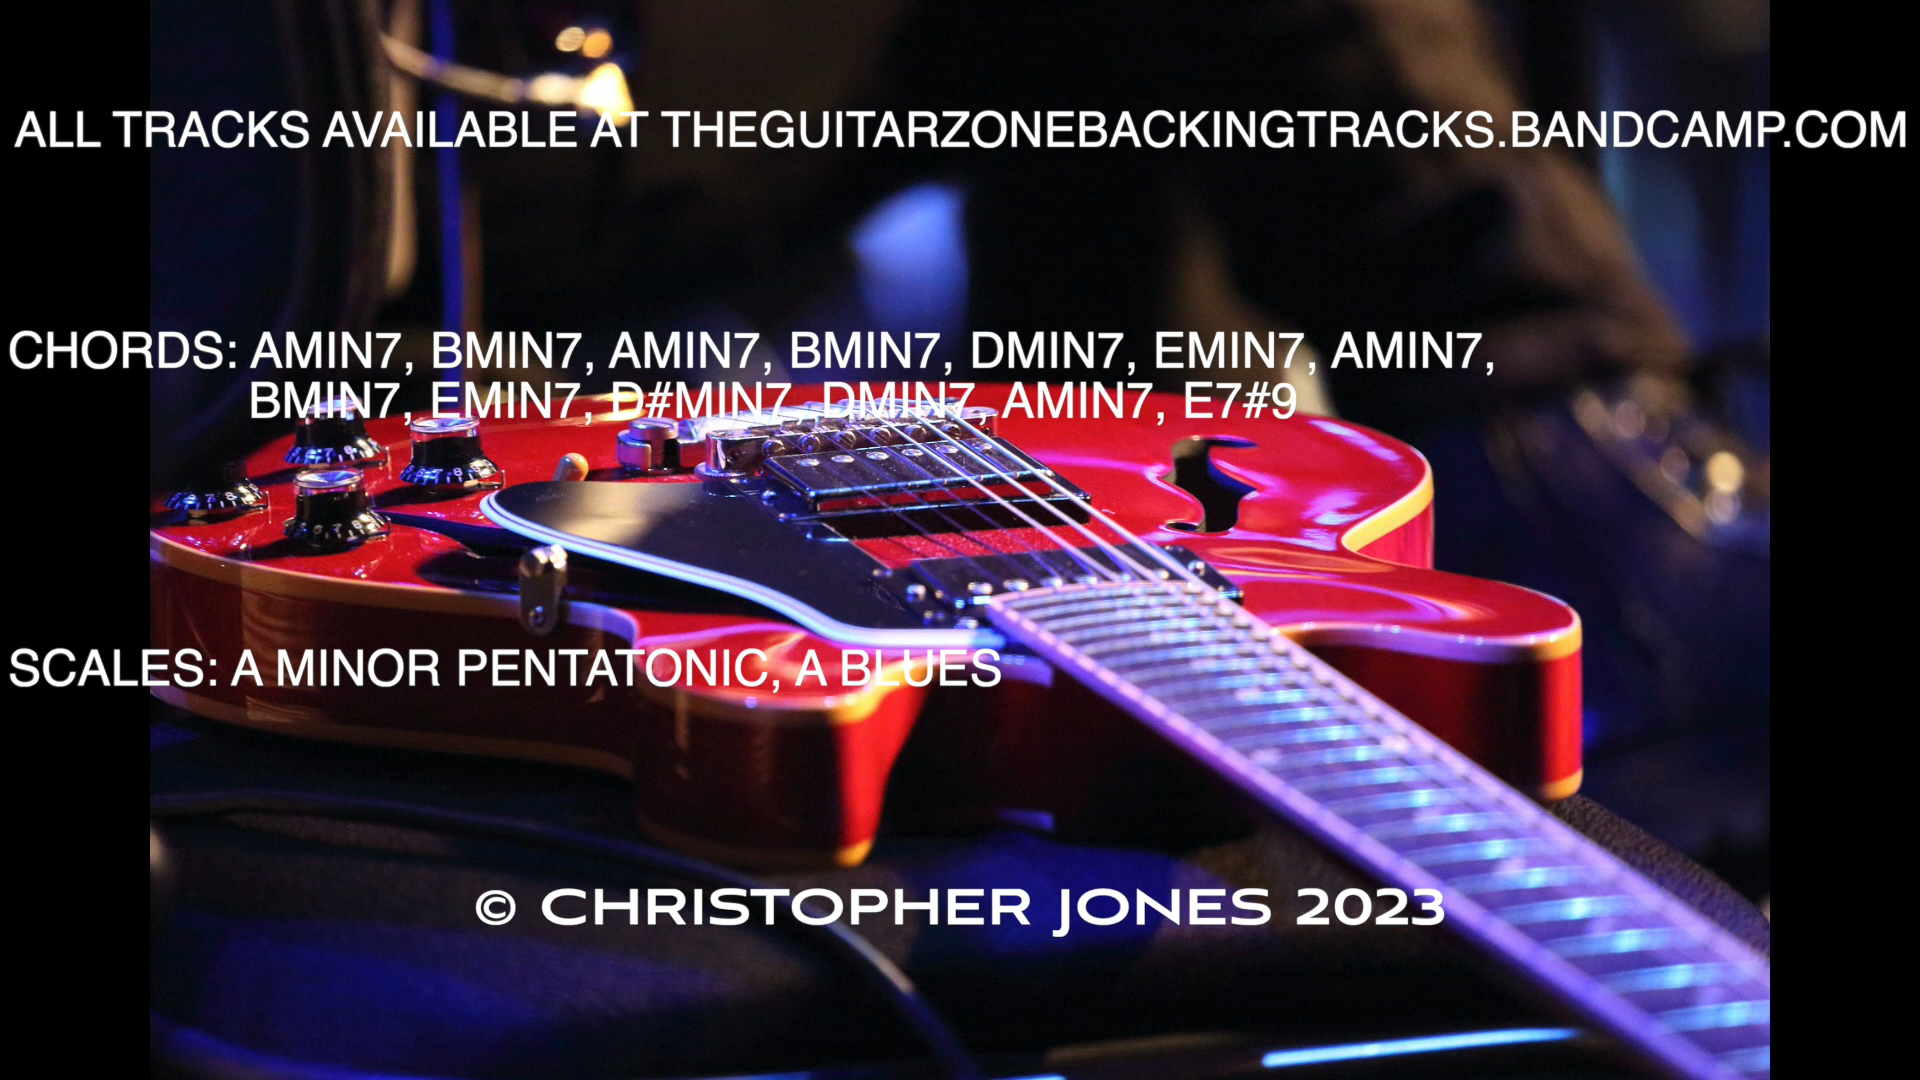 ALL TRACKS AVAILABLE AT THEGUITARZONEBACKINGTRACKS.BANDCAMP.COM
CHORDS: AMIN7, BMIN7, AMIN7, BMIN7, DMIN7, EMIN7, AMIN7,
BMIN7, EMIN7, D#MIN7, DMIN7, AMIN7, E7#9
SCALES: A MINOR PENTATONIC, A BLUES
© CHRISTOPHER JONES 2023